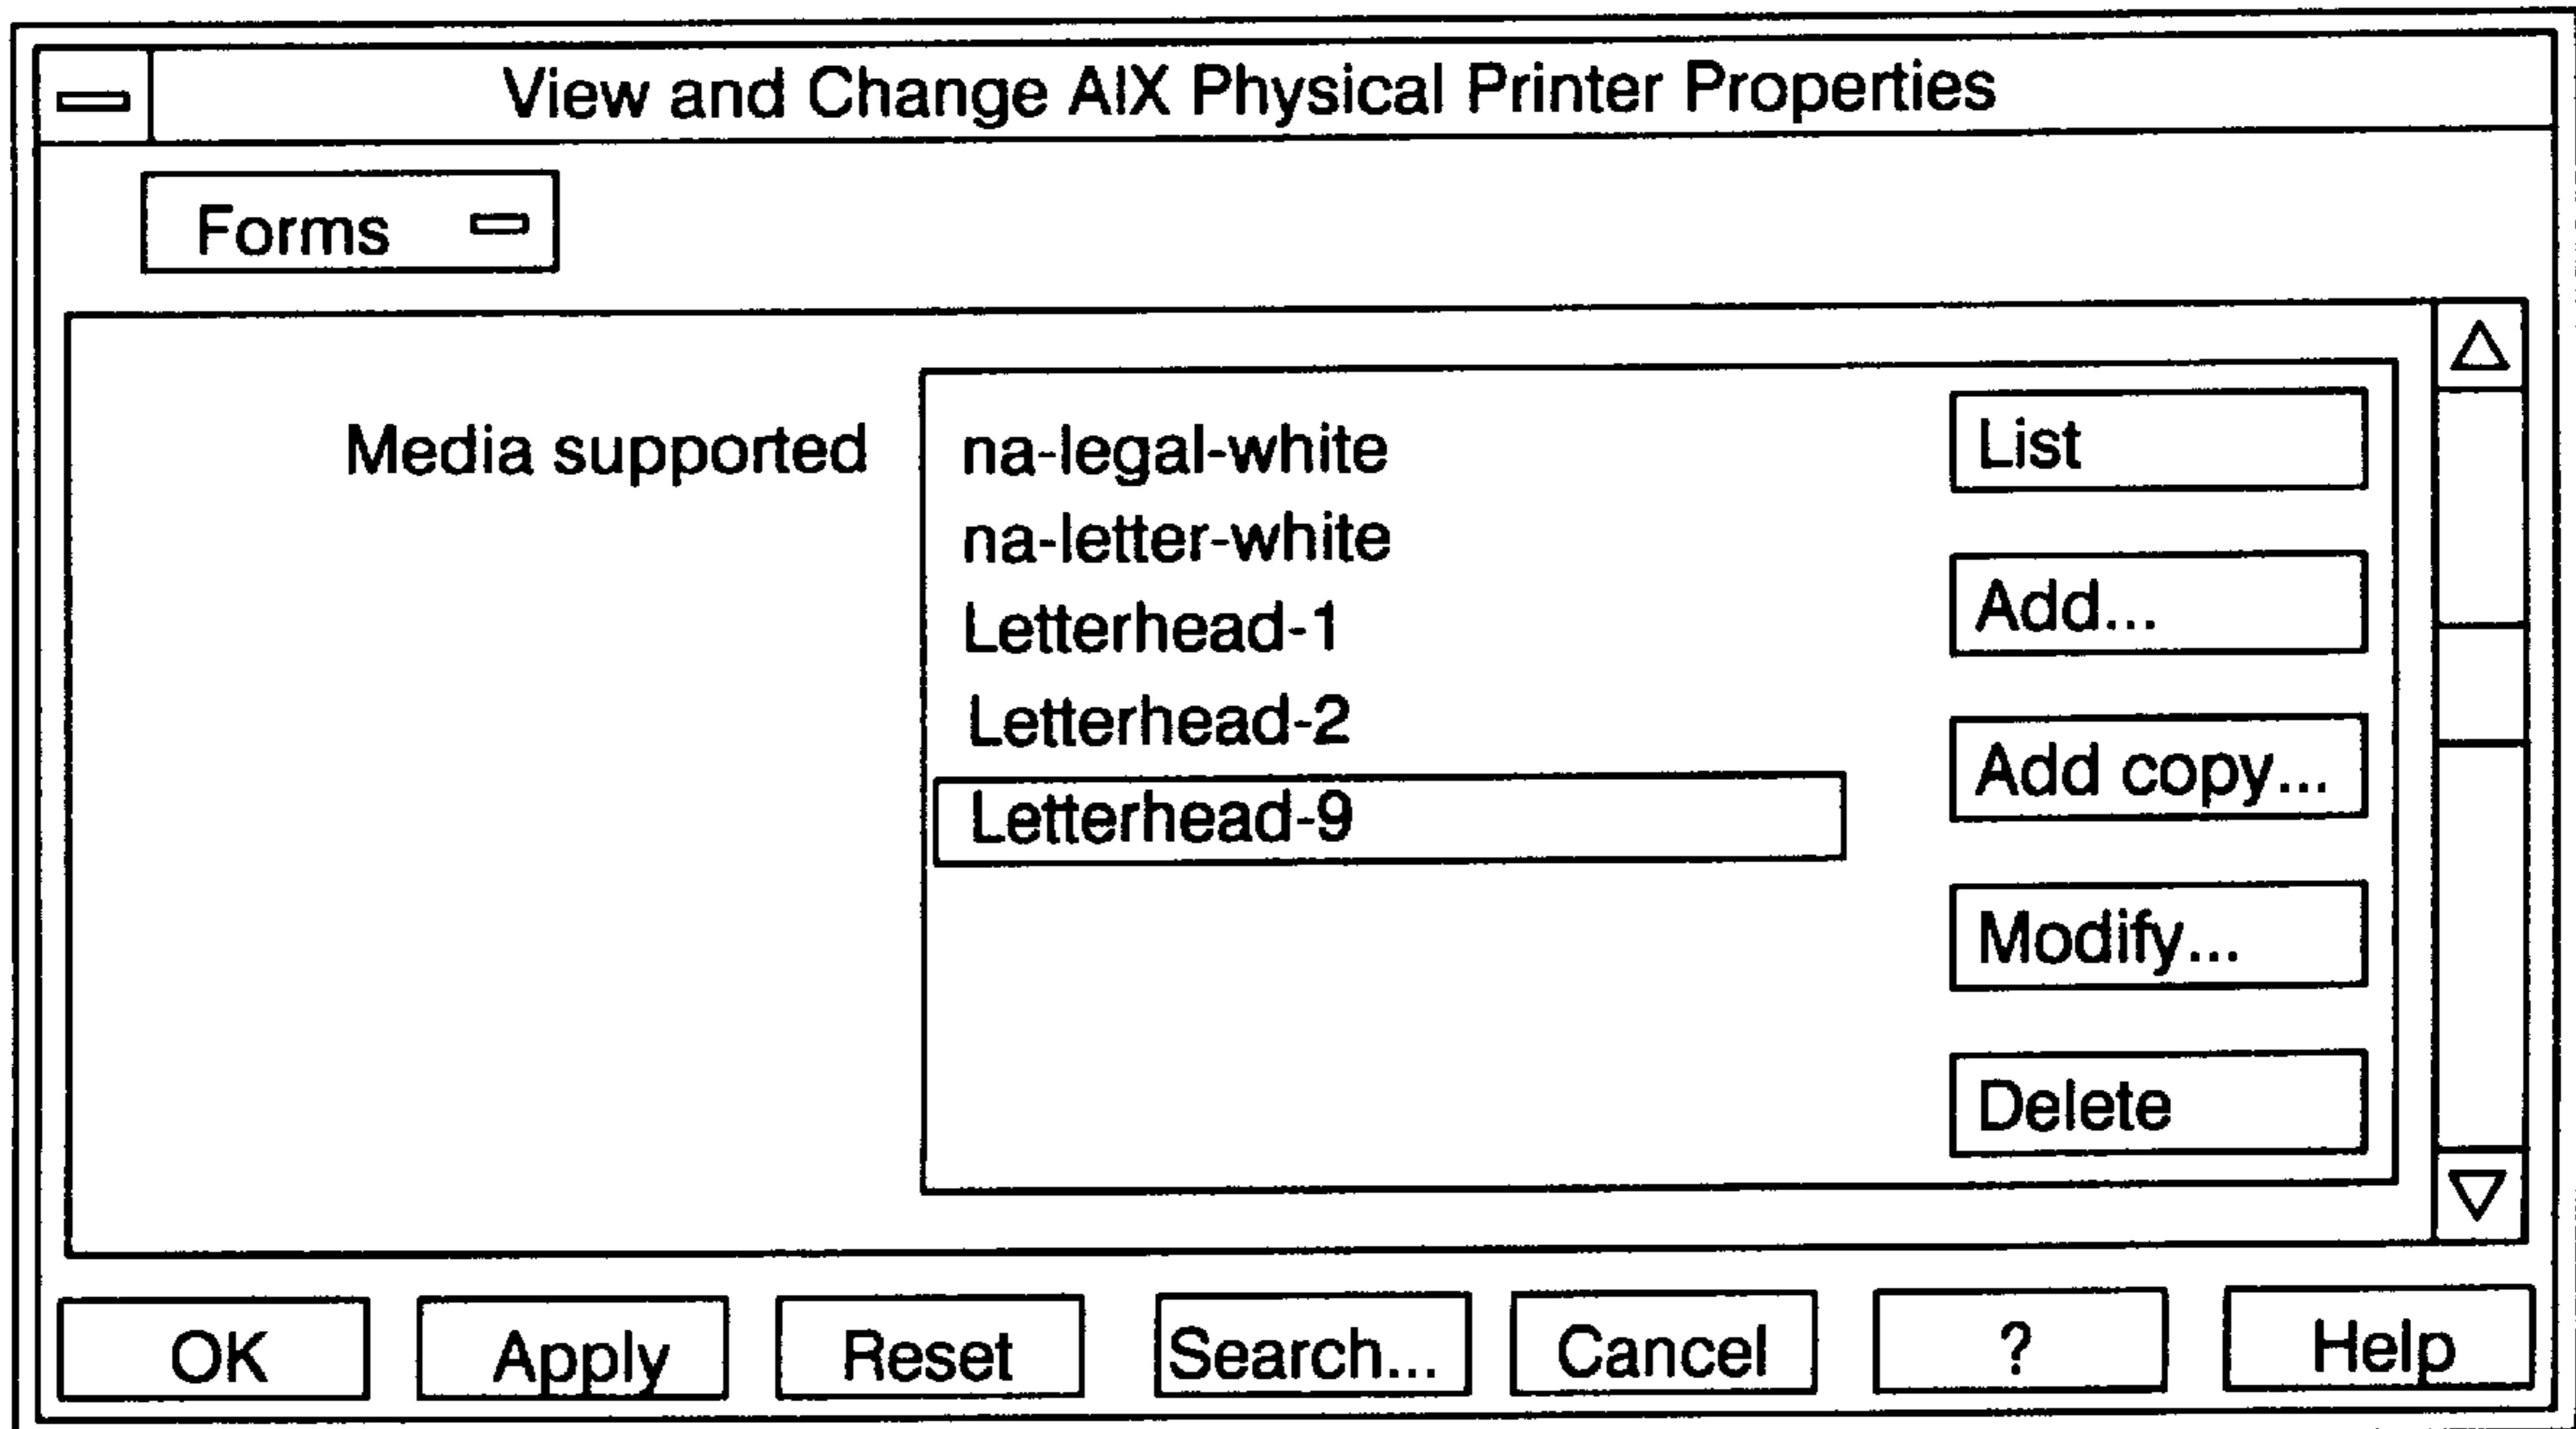 View and Change AIX Physical Printer Properties
Forms
Media supported
na-legal-white
na-letter-white
Letterhead-1
Letterhead-2
Letterhead-9
List
Add...
Add copy...
Modify...
Delete
OK
Apply
Reset
Search...
Cancel
?
Help